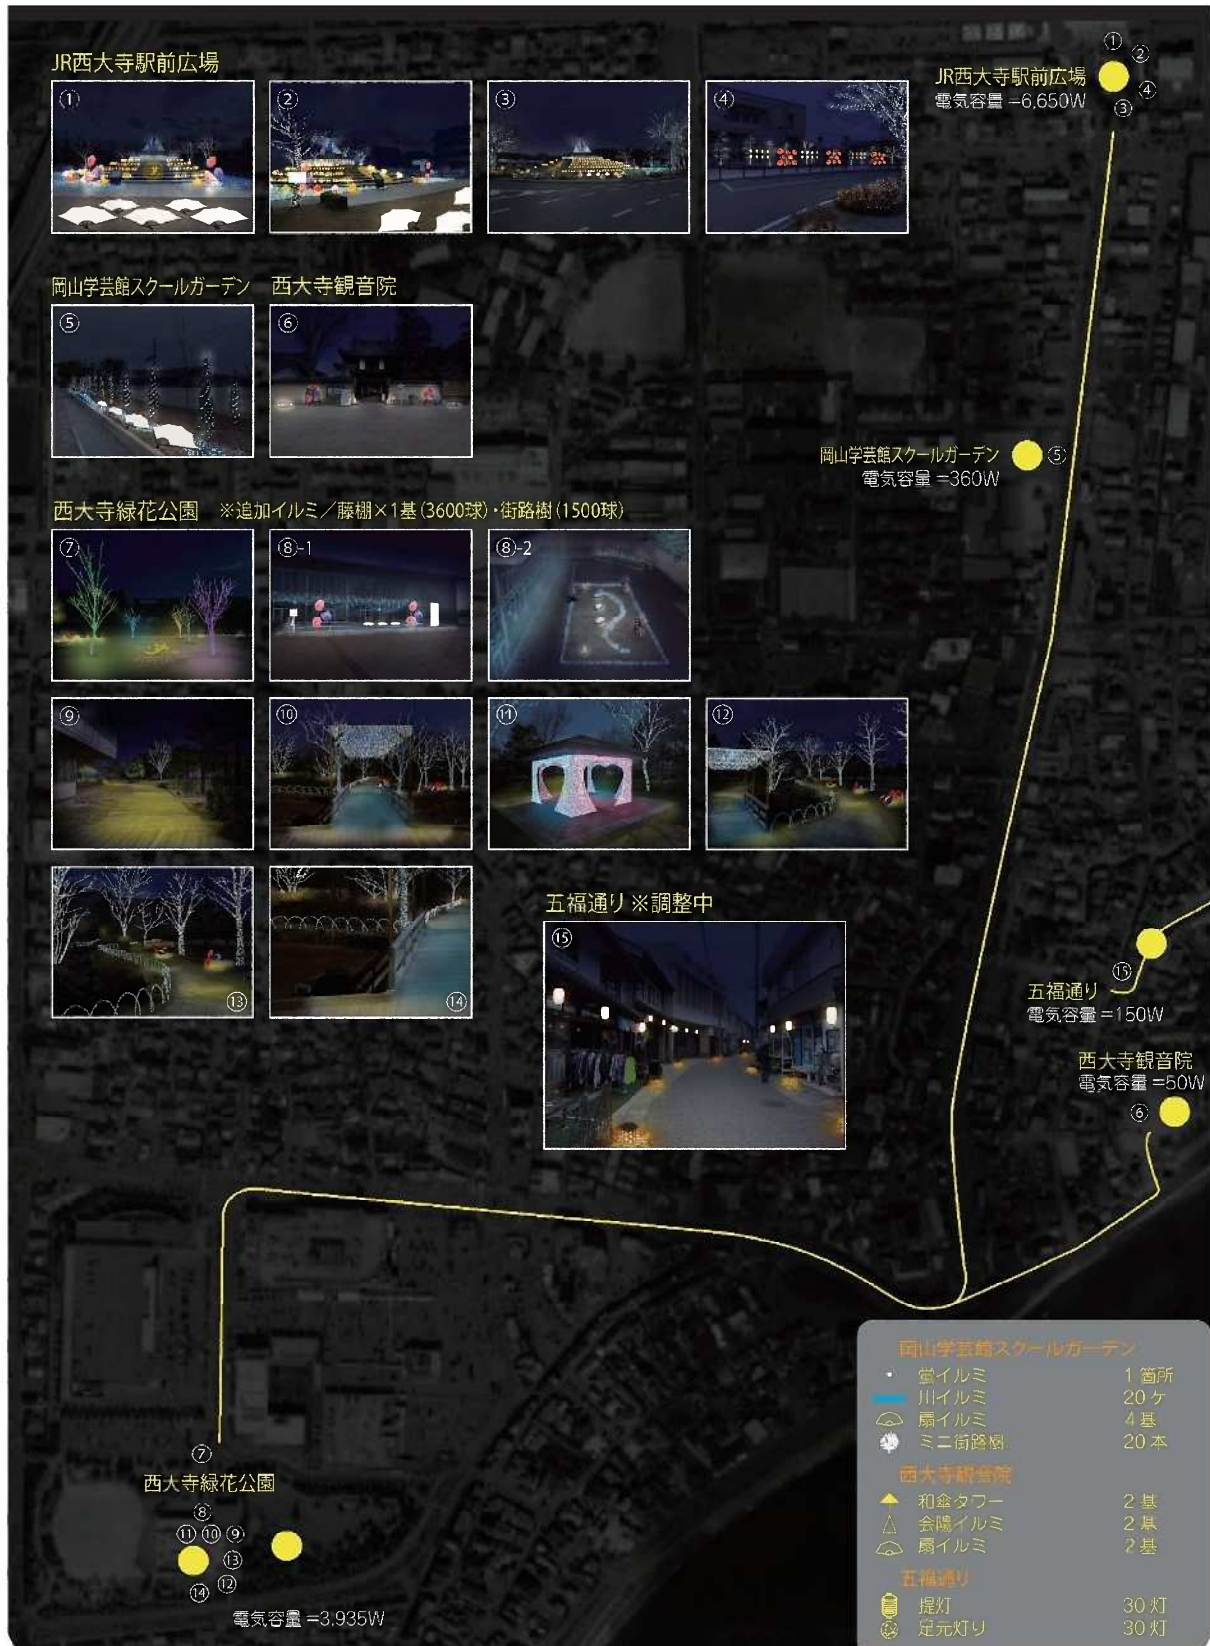 JR西大寺駅前広場
① ② ③ ④
JR西大寺駅前広場
電気容量=6,650W
① ② ③ ④
岡山学芸館スクールガーデン 西大寺観音院
⑤ ⑥
岡山学芸館スクールガーデン
電気容量=360W
⑤
西大寺緑花公園 ※追加イルミ/藤棚×1基(3600球)・街路樹(1500球)
⑦ ⑧-1 ⑧-2
⑨ ⑩ ⑪ ⑫
⑬ ⑭
五福通り※調整中
⑮
⑮
五福通り
電気容量=150W
西大寺観音院
電気容量=50W
⑥
⑦
西大寺緑花公園
⑧
⑪ ⑩ ⑨
⑬
⑭ ⑫
電気容量=3,935W
岡山学芸館スクールガーデン
蛍イルミ 1箇所
川イルミ 20ケ
扇イルミ 4基
ミニ街路樹 20本
西大寺観音院
和傘タワー 2基
会陽イルミ 2基
扇イルミ 2基
五福通り
提灯 30灯
足元灯り 30灯